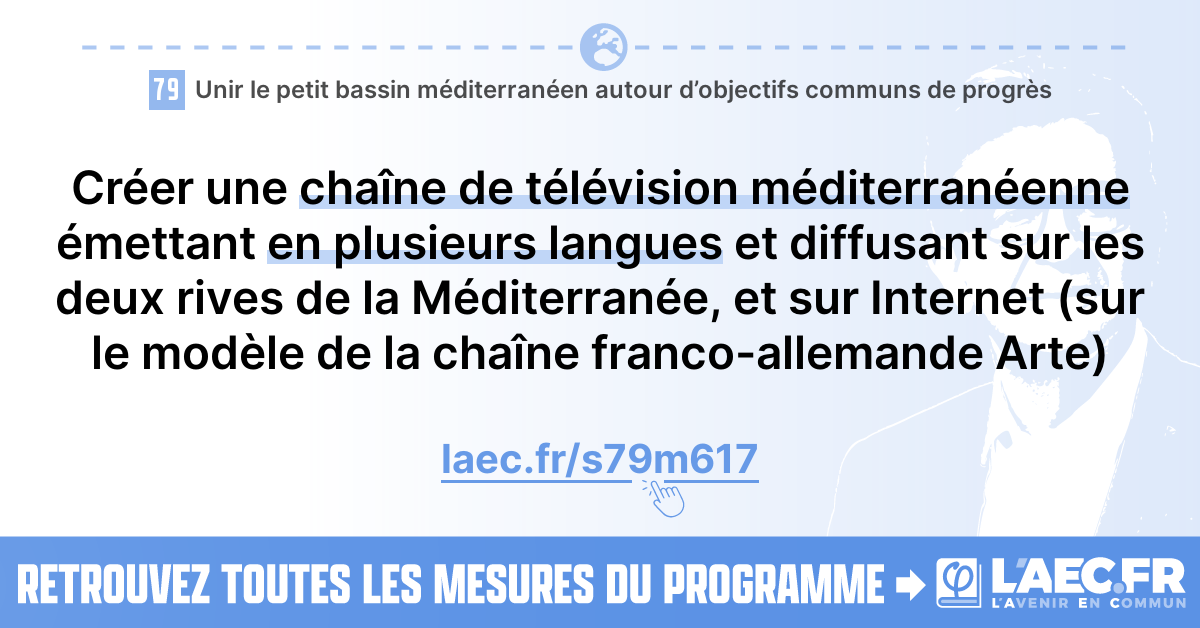 79 Unir le petit bassin méditerranéen autour d’objectifs communs de progrès
Créer une chaîne de télévision méditerranéenne
émettant en plusieurs langues et diffusant sur les
deux rives de la Méditerranée, et sur Internet (sur
le modèle de la chaîne franco-allemande Arte)
laec.fr/s79m617
RETROUVEZ TOUTES LES MESURES DU PROGRAMME
L'AEC.FR
L'AVENIR EN COMMUN